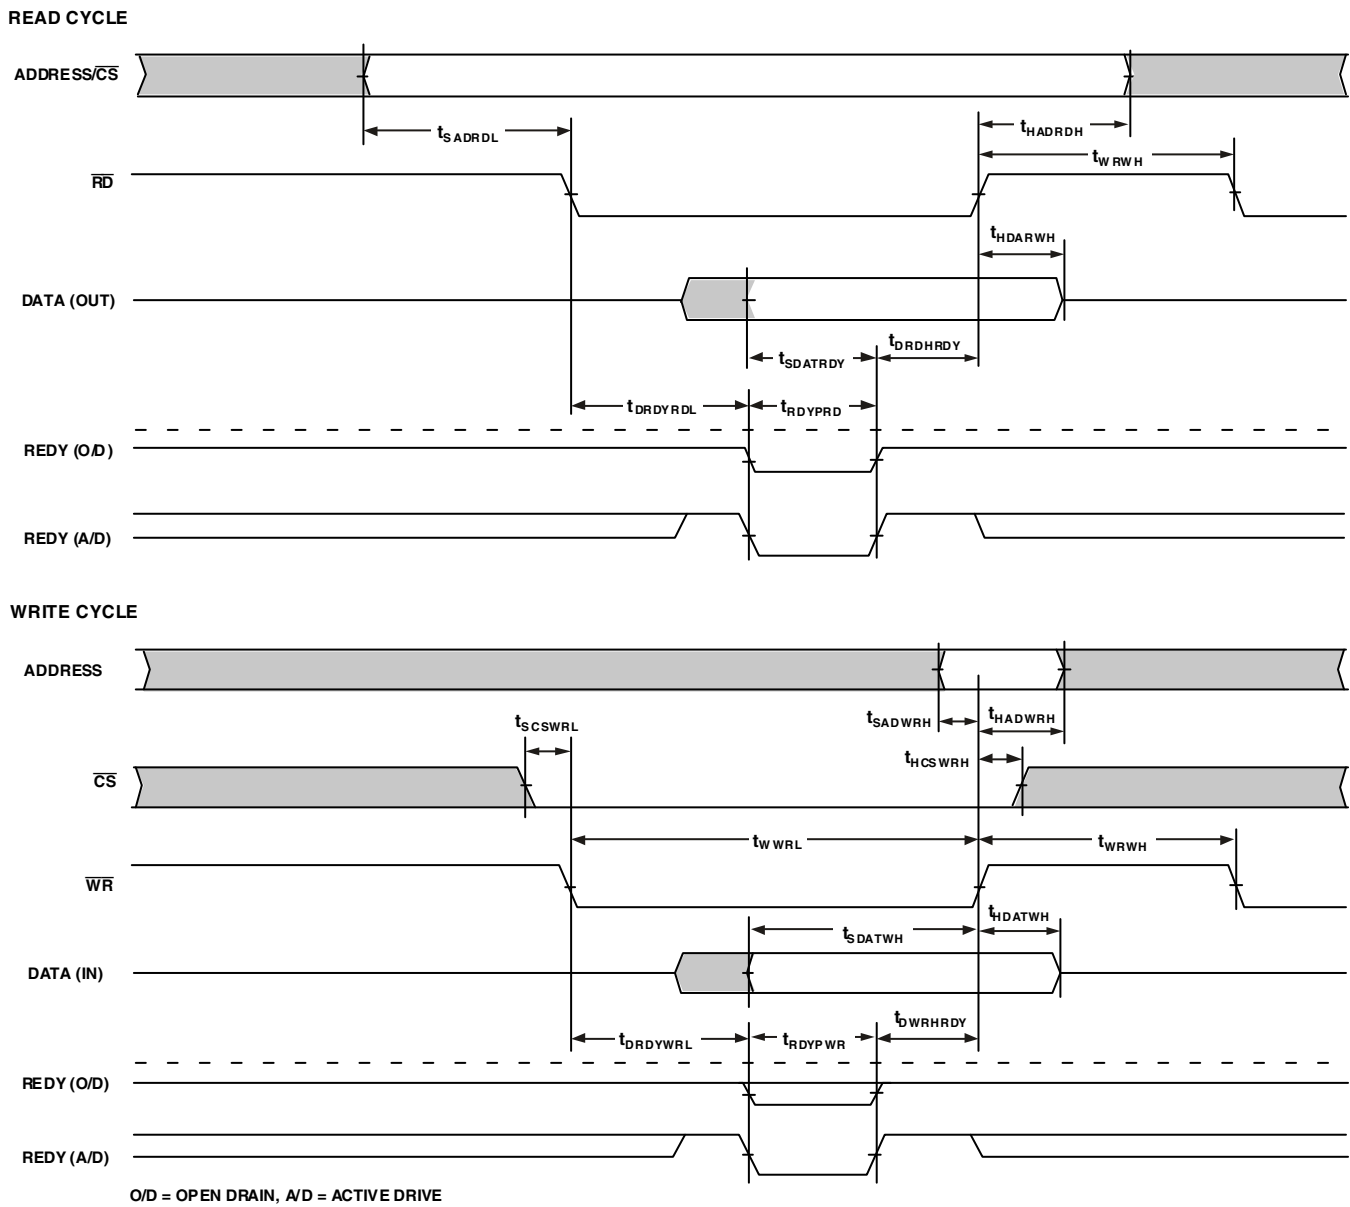 READ CYCLE
ADDRESS/CS
tSADRDL
tHADRDH
tWRWH
RD
tHDARWH
DATA (OUT)
tSDATRDY
tDRDHRDY
tDRDYRDL
tRDYPRD
REDY (O/D)
REDY (A/D)
WRITE CYCLE
ADDRESS
tSCSWRL
tSADWRH
tHADWRH
tHCSWRH
CS
tWWRL
tWRWH
WR
tSDATWH
tHDATWH
DATA (IN)
tDRDYWRL
tRDYPWR
tDWRHRDY
REDY (O/D)
REDY (A/D)
O/D = OPEN DRAIN, A/D = ACTIVE DRIVE